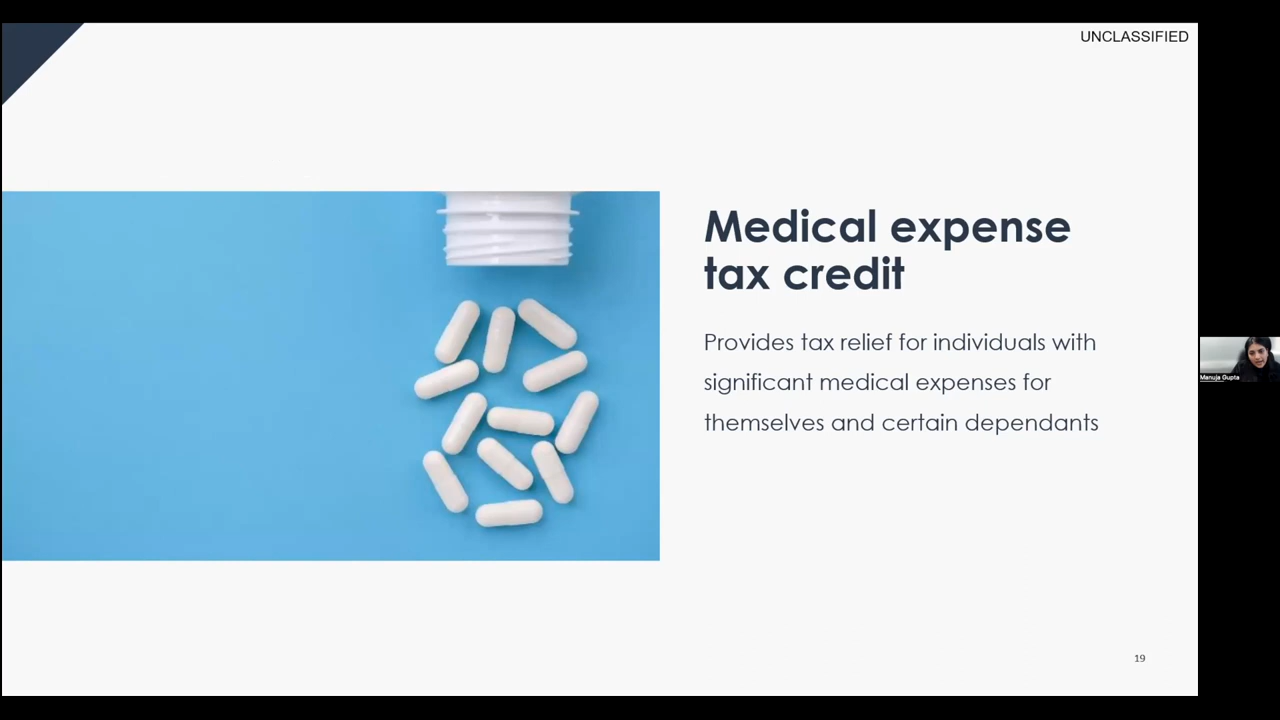 UNCLASSIFIED
Medical expense
tax credit
Provides tax relief for individuals with
significant medical expenses for
themselves and certain dependants
Manuja Gupta
19